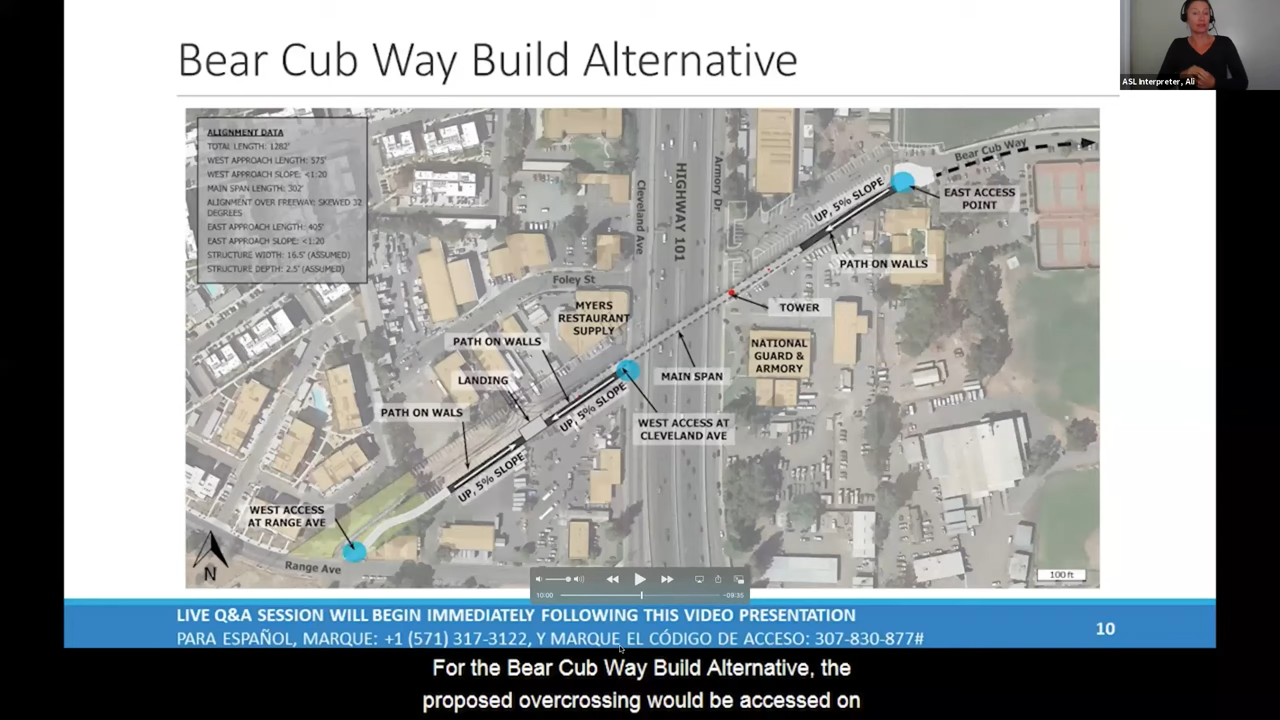 Bear Cub Way Build Alternative
ASL Interpreter, Ali
ALIGNMENT DATA
TOTAL LENGTH: 1282'
WEST APPROACH LENGTH: 575'
WEST APPROACH SLOPE: <1:20
MAIN SPAN LENGTH: 302'
ALIGNMENT OVER FREEWAY: SKEWED 32
DEGREES
EAST APPROACH LENGTH: 405'
EAST APPROACH SLOPE: <1:20
STRUCTURE WIDTH: 16.5' (ASSUMED)
STRUCTURE DEPTH: 2.5' (ASSUMED)
Cleveland Ave
HIGHWAY 101
Armory Dr
Bear Cub Way
UP, 5% SLOPE
EAST ACCESS
POINT
PATH ON WALLS
Foley St
MYERS
RESTAURANT
SUPPLY
TOWER
PATH ON WALLS
NATIONAL
GUARD &
ARMORY
LANDING
MAIN SPAN
PATH ON WALS
UP, 5% SLOPE
WEST ACCESS AT
CLEVELAND AVE
UP, 5% SLOPE
WEST ACCESS
AT RANGE AVE
N
Range Ave
100 ft
10:00
-09:35
LIVE Q&A SESSION WILL BEGIN IMMEDIATELY FOLLOWING THIS VIDEO PRESENTATION
PARA ESPAÑOL, MARQUE: +1 (571) 317-3122, Y MARQUE EL CÓDIGO DE ACCESO: 307-830-877#
10
For the Bear Cub Way Build Alternative, the
proposed overcrossing would be accessed on